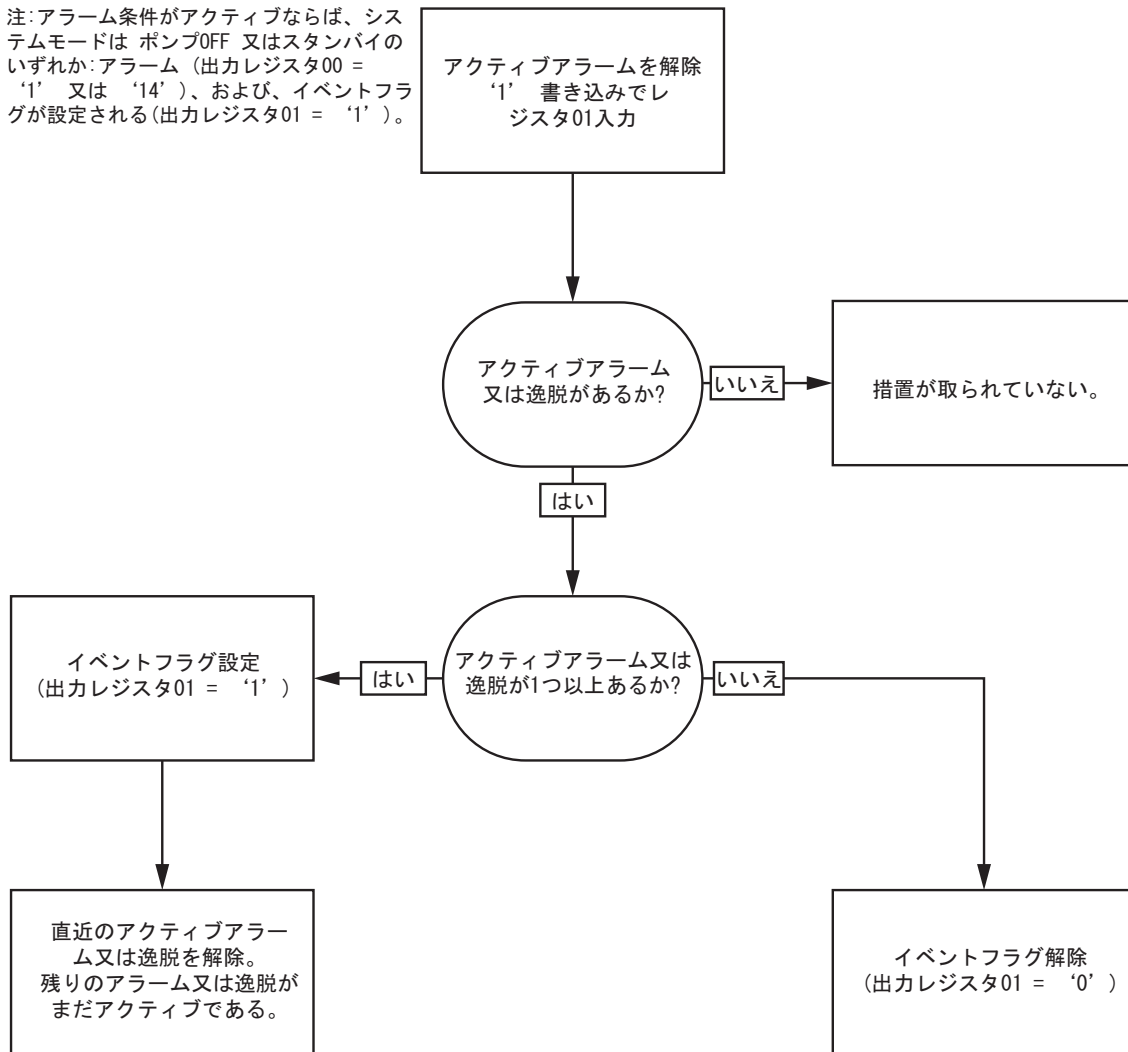 注:アラーム条件がアクティブならば、シス
テムモードは ポンプOFF 又はスタンバイの
いずれか:アラーム (出力レジスタ00 =
‘1’ 又は ‘14’)、および、イベントフラ
グが設定される(出力レジスタ01 = ‘1’)。
アクティブアラームを解除
‘1’ 書き込みでレ
ジスタ01入力
アクティブアラーム
又は逸脱があるか?
いいえ
措置が取られていない。
はい
アクティブアラーム又は
逸脱が1つ以上あるか?
はい
いいえ
イベントフラグ設定
(出力レジスタ01 = ‘1’)
直近のアクティブアラー
ム又は逸脱を解除。
残りのアラーム又は逸脱が
まだアクティブである。
イベントフラグ解除
(出力レジスタ01 = ‘0’)